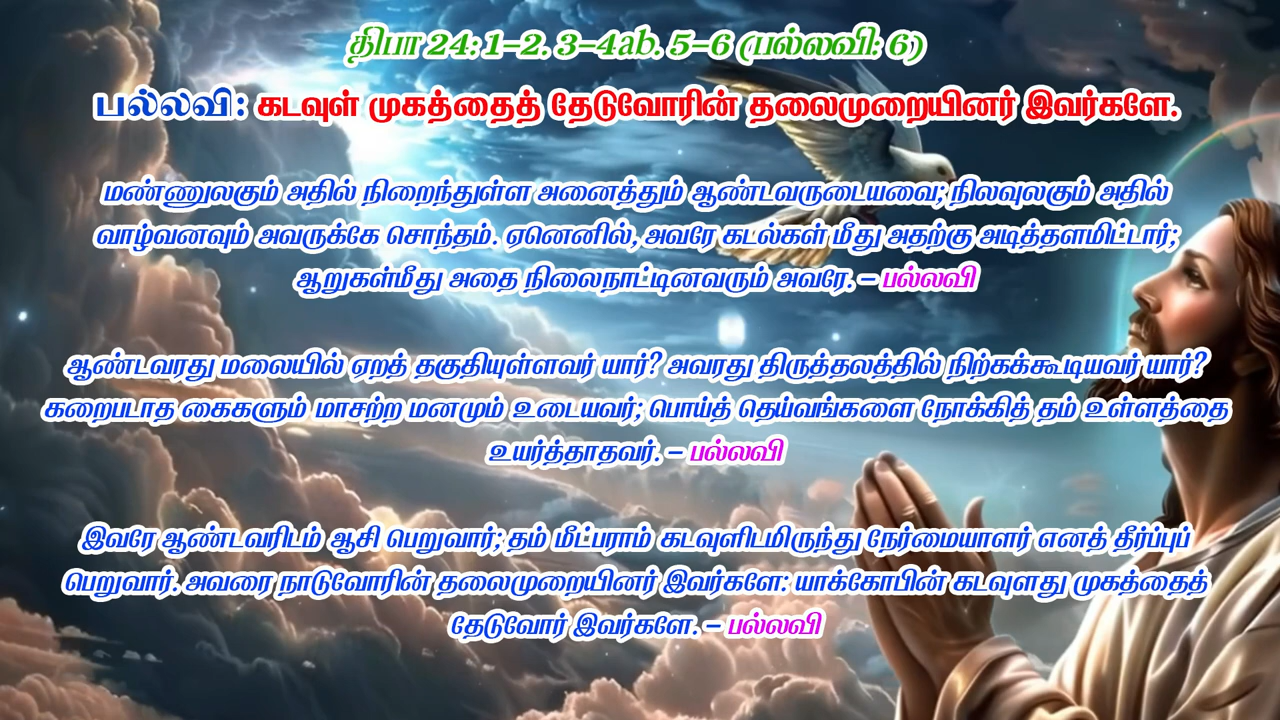 திபா 24: 1-2. 3-4ab. 5-6 (பல்லவி: 6)
பல்லவி: கடவுள் முகத்தைத் தேடுவோரின் தலைமுறையினர் இவர்களே.
மண்ணுலகும் அதில் நிறைந்துள்ள அனைத்தும் ஆண்டவருடையவை; நிலவுலகும் அதில்
வாழ்வனவும் அவருக்கே சொந்தம். ஏனெனில், அவரே கடல்கள் மீது அதற்கு அடித்தளமிட்டார்;
ஆறுகள்மீது அதை நிலைநாட்டினவரும் அவரே. – பல்லவி
ஆண்டவரது மலையில் ஏறத் தகுதியுள்ளவர் யார்? அவரது திருத்தலத்தில் நிற்கக்கூடியவர் யார்?
கறைபடாத கைகளும் மாசற்ற மனமும் உடையவர்; பொய்த் தெய்வங்களை நோக்கித் தம் உள்ளத்தை
உயர்த்தாதவர். – பல்லவி
இவரே ஆண்டவரிடம் ஆசி பெறுவார்; தம் மீட்பராம் கடவுளிடமிருந்து நேர்மையாளர் எனத் தீர்ப்புப்
பெறுவார். அவரை நாடுவோரின் தலைமுறையினர் இவர்களே: யாக்கோபின் கடவுளது முகத்தைத்
தேடுவோர் இவர்களே. – பல்லவி